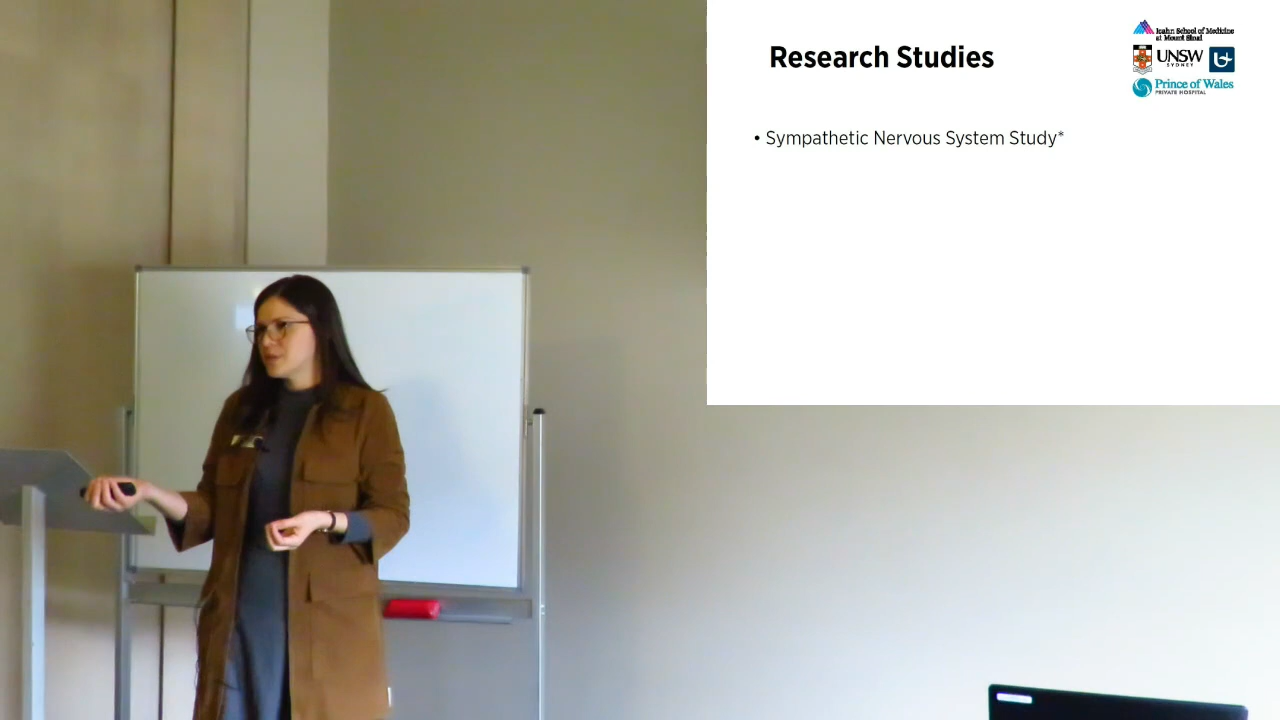 Research Studies
Icahn School of Medicine
at Mount Sinai
UNSW
SYDNEY
Prince of Wales
PRIVATE HOSPITAL
• Sympathetic Nervous System Study*